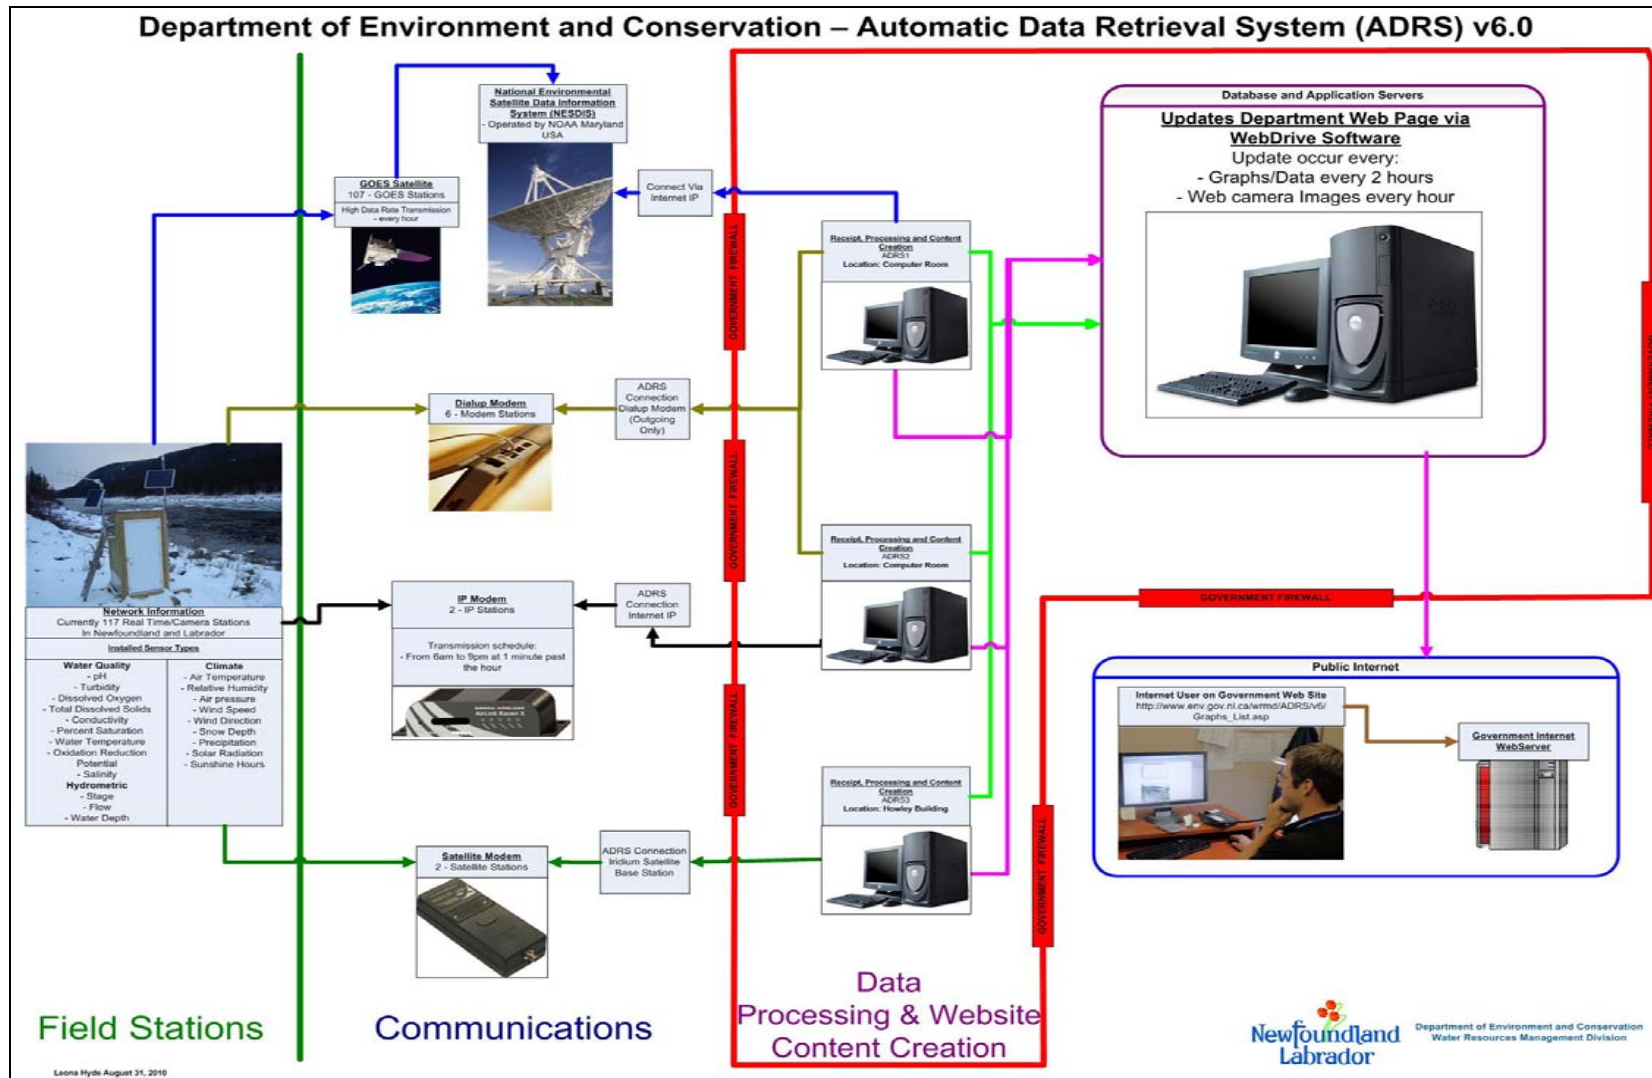 Department of Environment and Conservation – Automatic Data Retrieval System (ADRS) v6.0
National Environmental
Satellite Data Information
System (NESDIS)
- Operated by NOAA Maryland
USA
GOES Satellite
107 - GOES Stations
High Data Rate Transmission
- every hour
Connect Via
Internet IP
GOVERNMENT FIREWALL
Receipt, Processing and Content
Creation
ADRS1
Location: Computer Room
Database and Application Servers
Updates Department Web Page via
WebDrive Software
Update occur every:
- Graphs/Data every 2 hours
- Web camera Images every hour
Dialup Modem
6 - Modem Stations
ADRS
Connection
Dialup Modem
(Outgoing
Only)
GOVERNMENT FIREWALL
Receipt, Processing and Content
Creation
ADRS2
Location: Computer Room
Network Information
Currently 117 Real Time/Camera Stations
In Newfoundland and Labrador
Installed Sensor Types
Water Quality
- pH
- Turbidity
- Dissolved Oxygen
- Total Dissolved Solids
- Conductivity
- Percent Saturation
- Water Temperature
- Oxidation Reduction
Potential
- Salinity
Hydrometric
- Stage
- Flow
- Water Depth
Climate
- Air Temperature
- Relative Humidity
- Air pressure
- Wind Speed
- Wind Direction
- Snow Depth
- Precipitation
- Solar Radiation
- Sunshine Hours
IP Modem
2 - IP Stations
Transmission schedule:
- From 6am to 9pm at 1 minute past
the hour
AirLink Raven X
ADRS
Connection
Internet IP
GOVERNMENT FIREWALL
GOVERNMENT FIREWALL
Public Internet
Internet User on Government Web Site
http://www.env.gov.nl.ca/wrmd/ADRS/v6/
Graphs_List.asp
Government Internet
WebServer
Receipt, Processing and Content
Creation
ADRS3
Location: Howley Building
GOVERNMENT FIREWALL
Satellite Modem
2 - Satellite Stations
ADRS Connection
Iridium Satellite
Base Station
Field Stations
Communications
Data
Processing & Website
Content Creation
Newfoundland
Labrador
Department of Environment and Conservation
Water Resources Management Division
Leona Hyde August 31, 2010